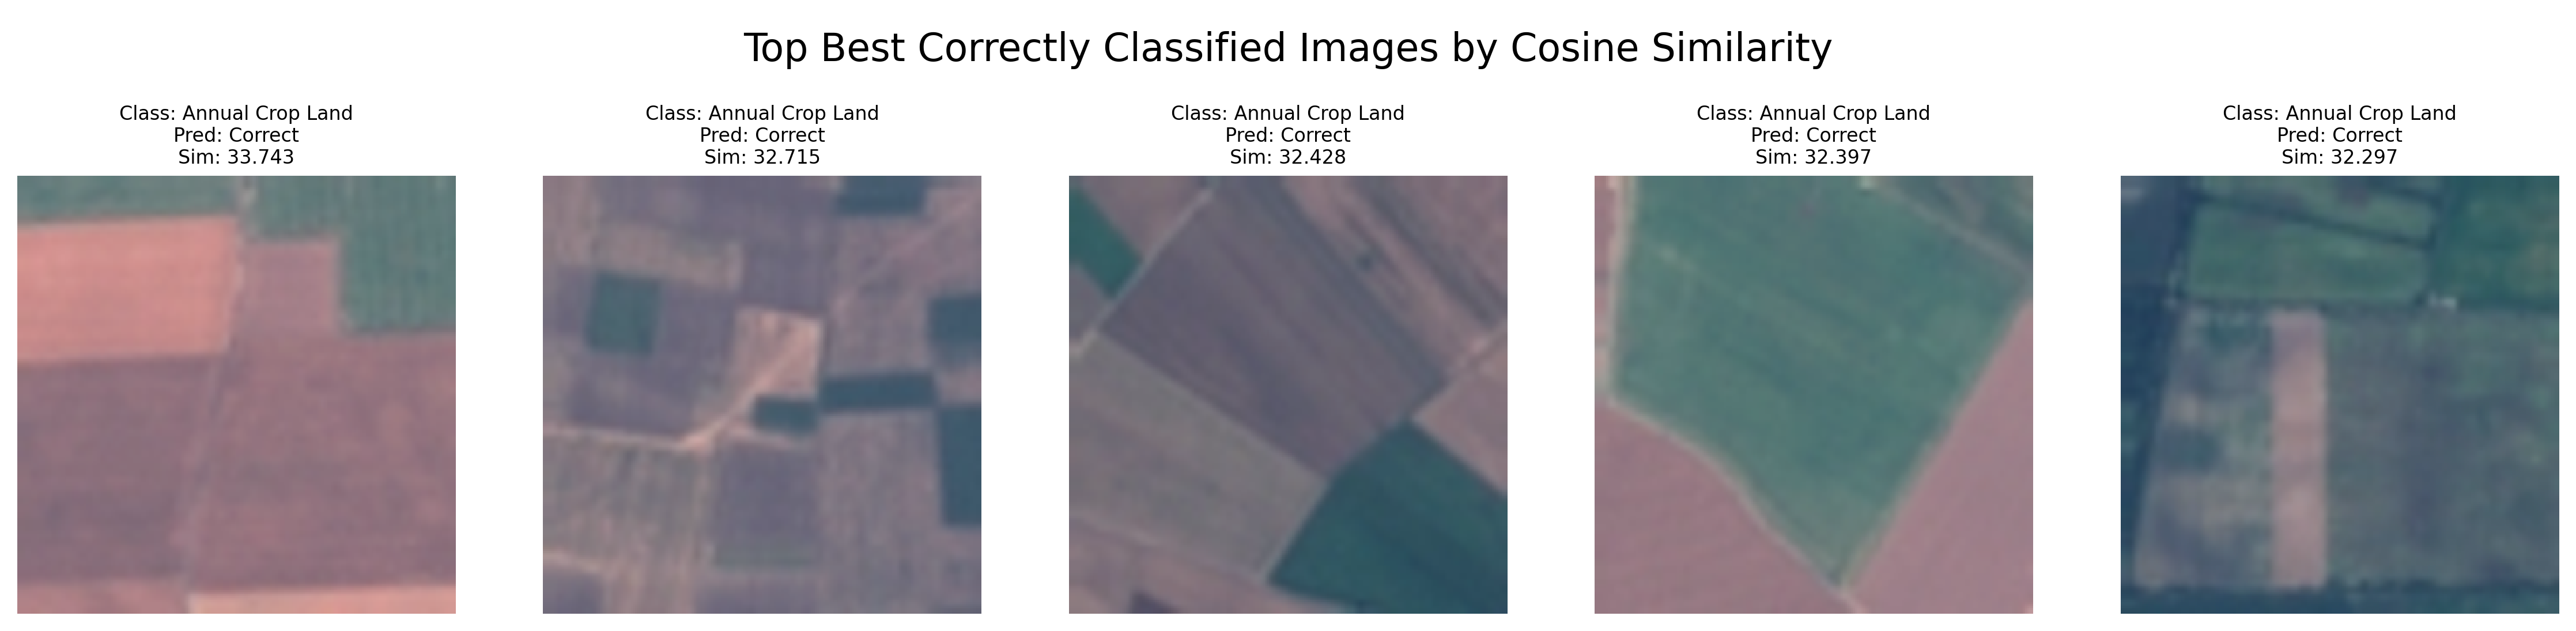 Top Best Correctly Classified Images by Cosine Similarity
Class: Annual Crop Land
Pred: Correct
Sim: 33.743
Class: Annual Crop Land
Pred: Correct
Sim: 32.715
Class: Annual Crop Land
Pred: Correct
Sim: 32.428
Class: Annual Crop Land
Pred: Correct
Sim: 32.397
Class: Annual Crop Land
Pred: Correct
Sim: 32.297